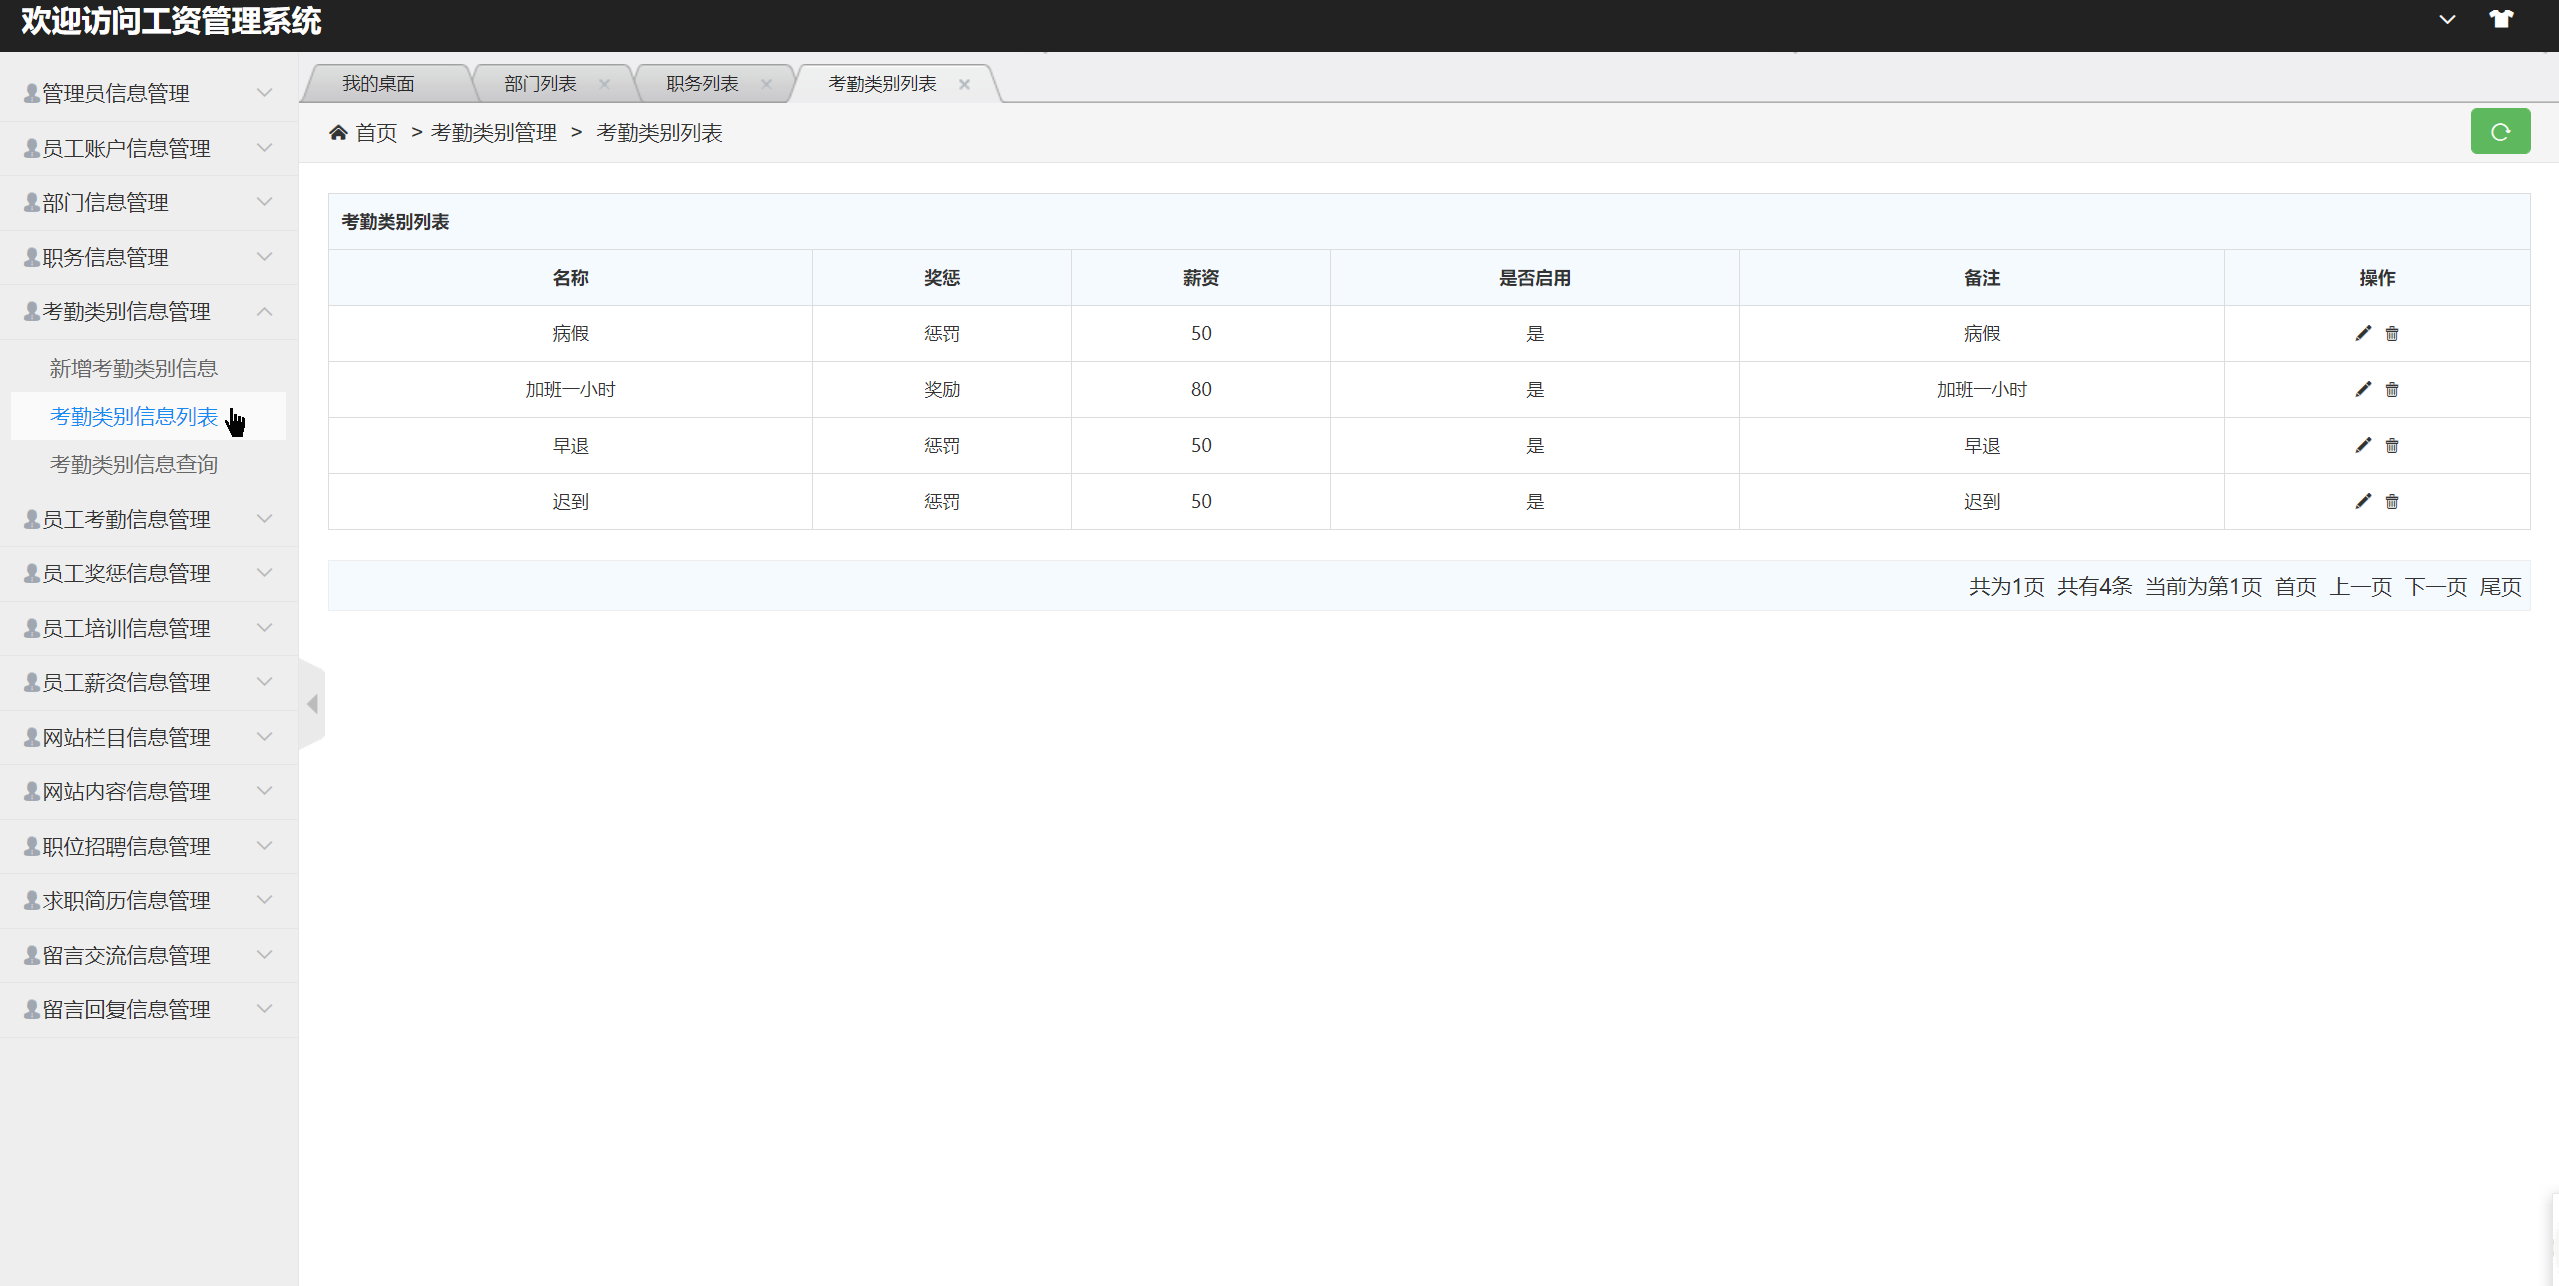 欢迎访问工资管理系统
管理员信息管理
员工账户信息管理
部门信息管理
职务信息管理
考勤类别信息管理
新增考勤类别信息
考勤类别信息列表
考勤类别信息查询
员工考勤信息管理
员工奖惩信息管理
员工培训信息管理
员工薪资信息管理
网站栏目信息管理
网站内容信息管理
职位招聘信息管理
求职简历信息管理
留言交流信息管理
留言回复信息管理
我的桌面 部门列表 职务列表 考勤类别列表
首页 > 考勤类别管理 > 考勤类别列表
考勤类别列表
名称 奖惩 薪资 是否启用 备注 操作
病假 惩罚 50 是 病假
加班一小时 奖励 80 是 加班一小时
早退 惩罚 50 是 早退
迟到 惩罚 50 是 迟到
共为1页 共有4条 当前为第1页 首页 上一页 下一页 尾页